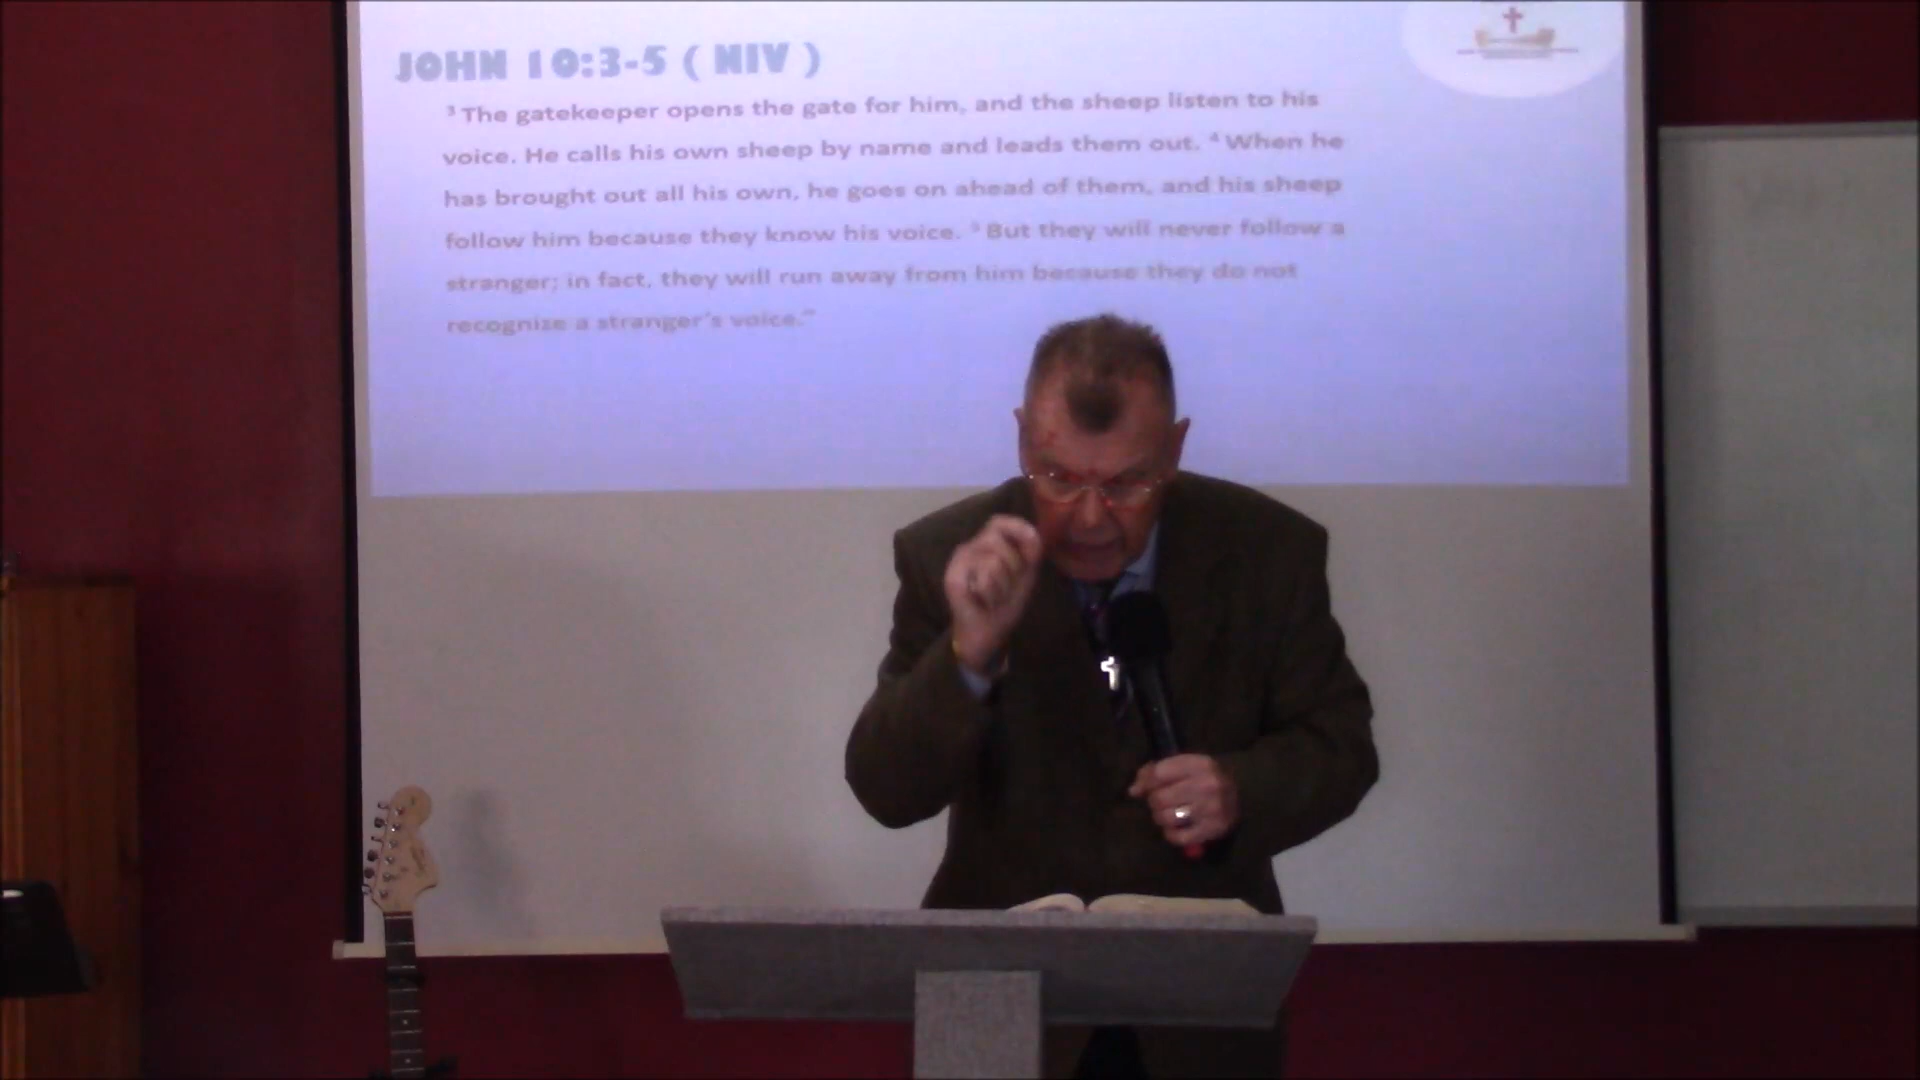 JOHN 10:3-5 ( NIV )
³ The gatekeeper opens the gate for him, and the sheep listen to his
voice. He calls his own sheep by name and leads them out. ⁴ When he
has brought out all his own, he goes on ahead of them, and his sheep
follow him because they know his voice. ⁵ But they will never follow a
stranger; in fact, they will run away from him because they do not
recognize a stranger's voice.”